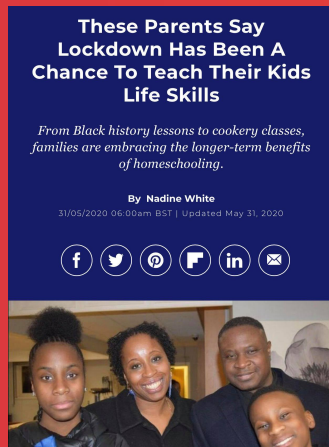 These Parents Say
Lockdown Has Been A
Chance To Teach Their Kids
Life Skills
From Black history lessons to cookery classes,
families are embracing the longer-term benefits
of homeschooling.
By Nadine White
31/05/2020 06:00am BST | Updated May 31, 2020